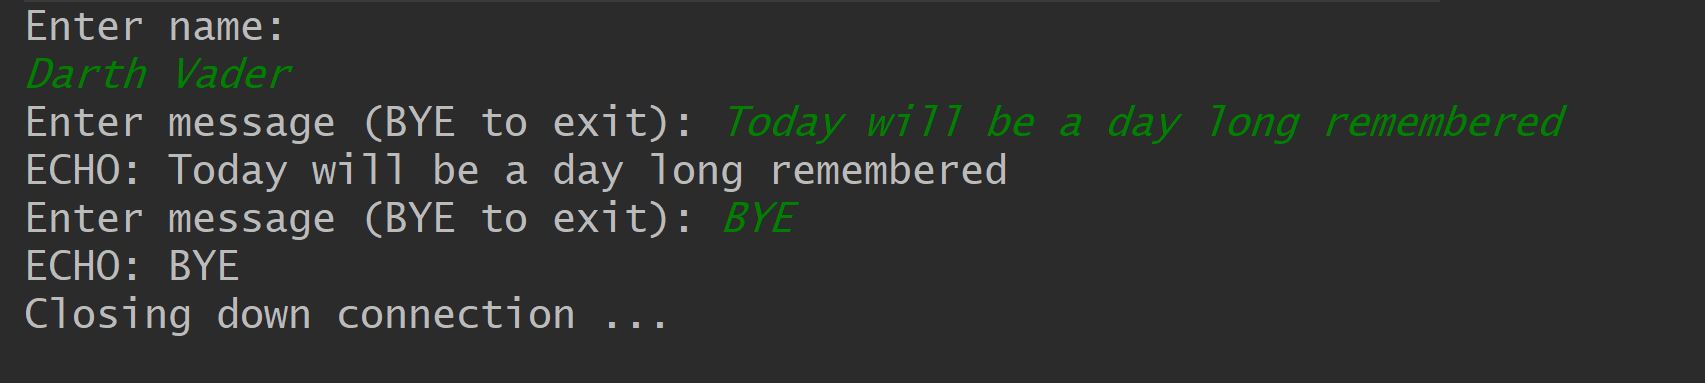 Enter name:
Darth Vader
Enter message (BYE to exit): Today will be a day long remembered
ECHO: Today will be a day long remembered
Enter message (BYE to exit): BYE
ECHO: BYE
Closing down connection ...